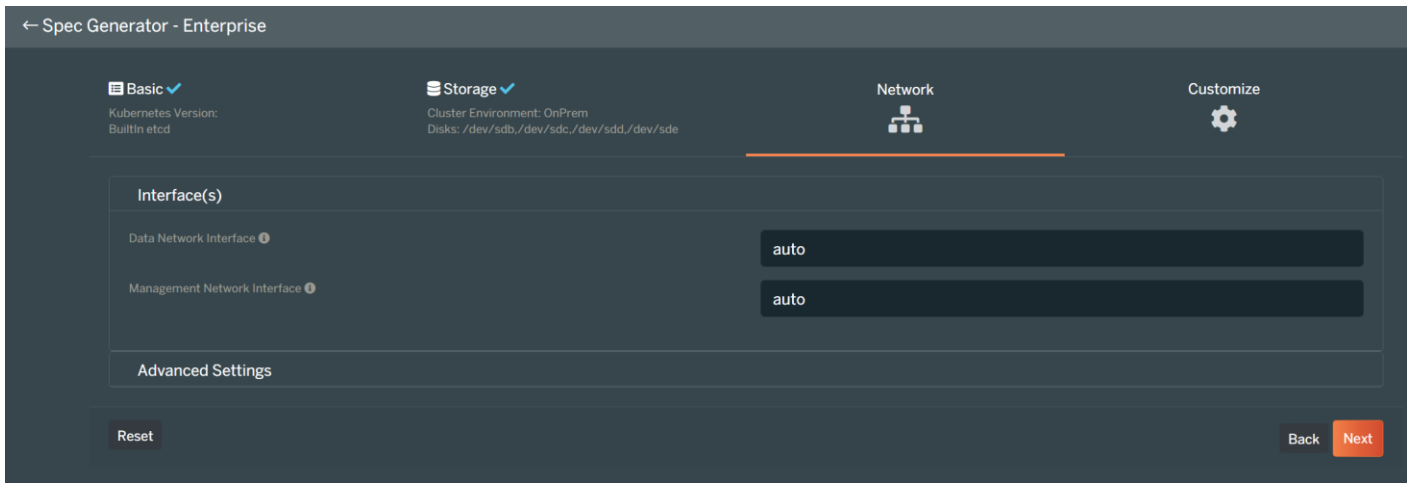 ← Spec Generator - Enterprise
Basic
Kubernetes Version:
BuiltIn etcd
Storage
Cluster Environment: OnPrem
Disks: /dev/sdb,/dev/sdc,/dev/sdd,/dev/sde
Network
Customize
Interface(s)
Data Network Interface
auto
Management Network Interface
auto
Advanced Settings
Reset
Back
Next